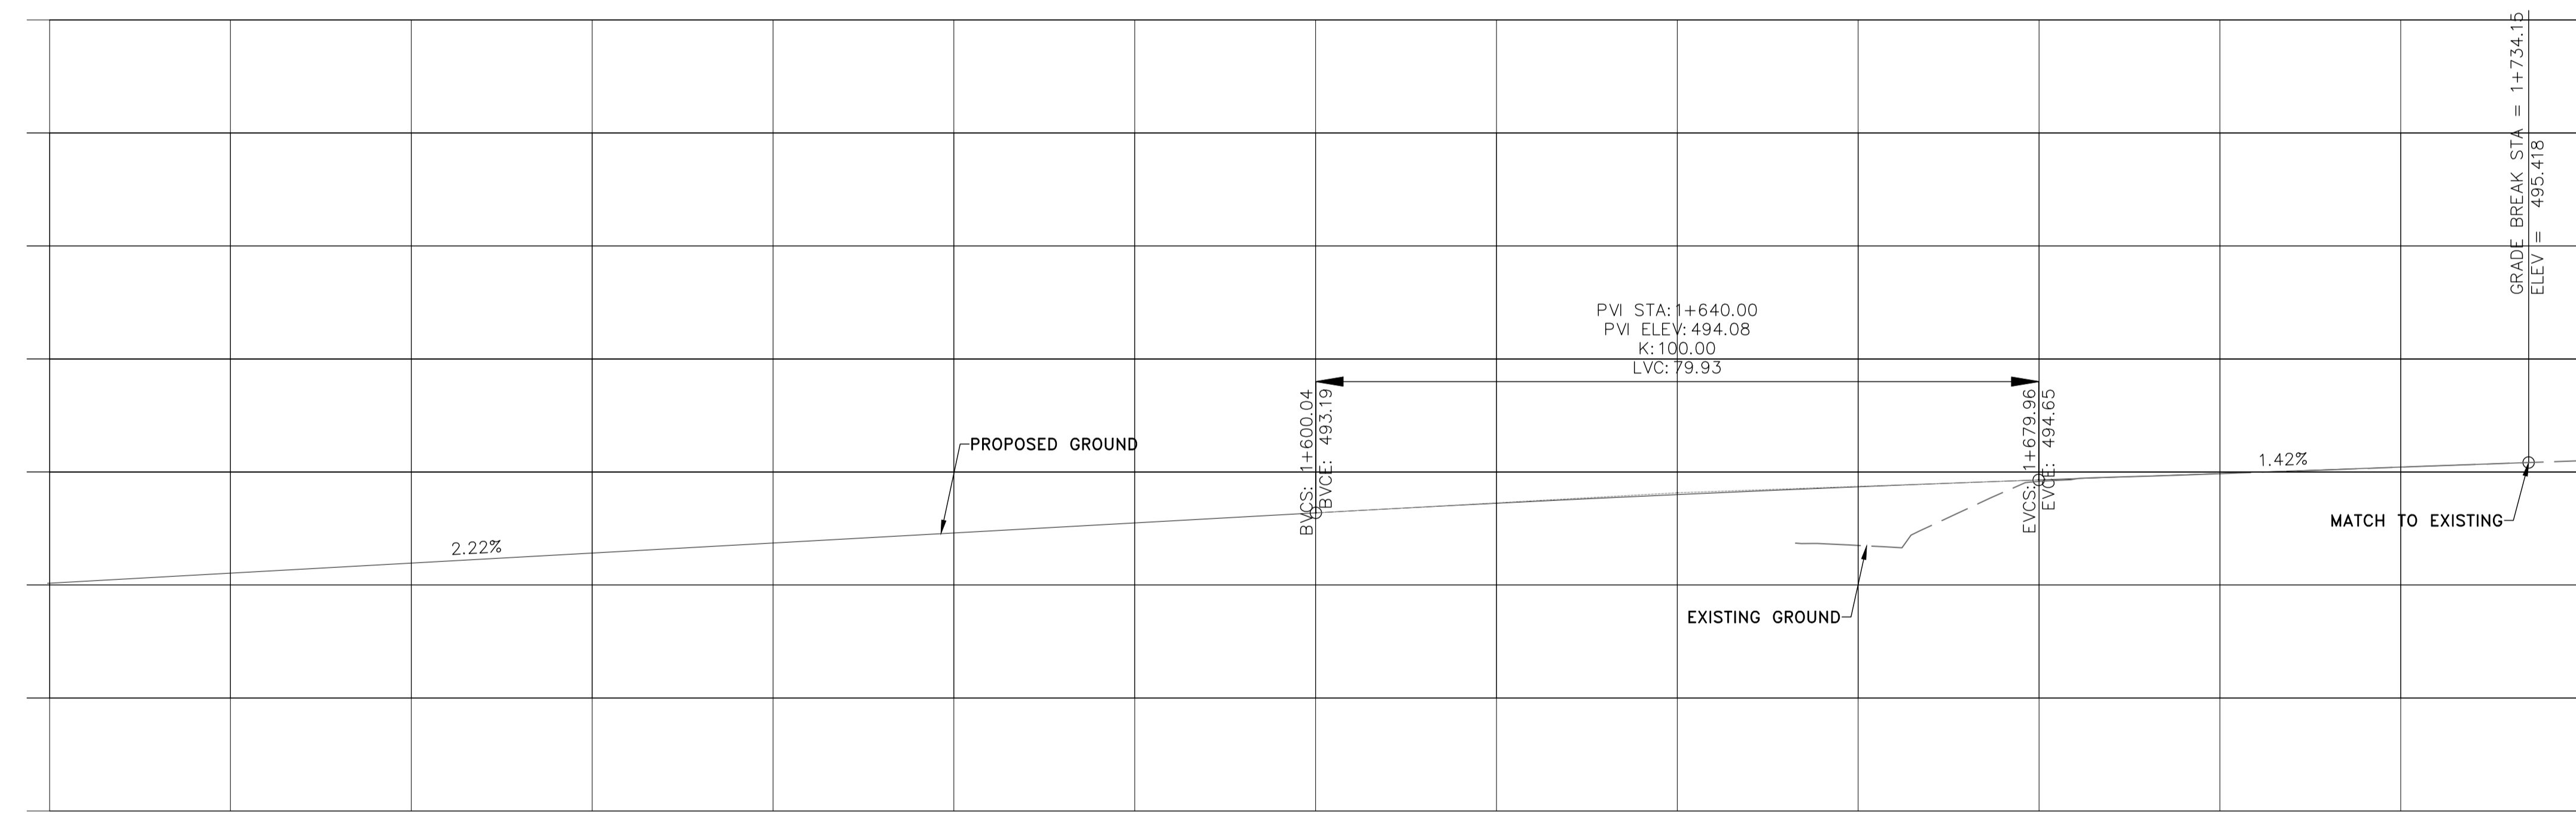 GRADE BREAK STA = 1+734.15
ELEV = 495.418
PVI STA: 1+640.00
PVI ELEV: 494.08
K: 100.00
LVC: 79.93
BVCS: 1+600.04
BVCE: 493.19
EVCS: 1+679.96
EVCE: 494.65
PROPOSED GROUND
2.22%
1.42%
MATCH TO EXISTING
EXISTING GROUND